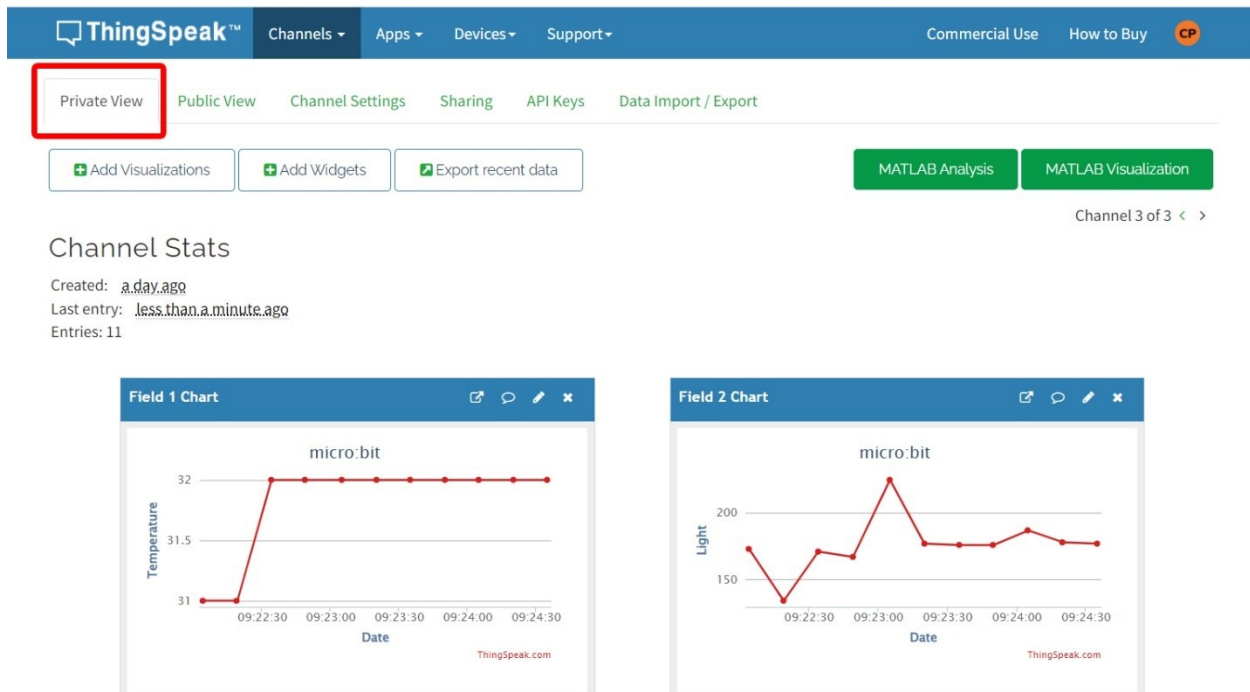 ThingSpeak™ Channels Apps Devices Support Commercial Use How to Buy CP
Private View Public View Channel Settings Sharing API Keys Data Import / Export
Add Visualizations Add Widgets Export recent data MATLAB Analysis MATLAB Visualization
Channel 3 of 3 < >
Channel Stats
Created: a day ago
Last entry: less than a minute ago
Entries: 11
Field 1 Chart
micro:bit
Temperature
32
31.5
31
09:22:30 09:23:00 09:23:30 09:24:00 09:24:30
Date
ThingSpeak.com
Field 2 Chart
micro:bit
Light
200
150
09:22:30 09:23:00 09:23:30 09:24:00 09:24:30
Date
ThingSpeak.com